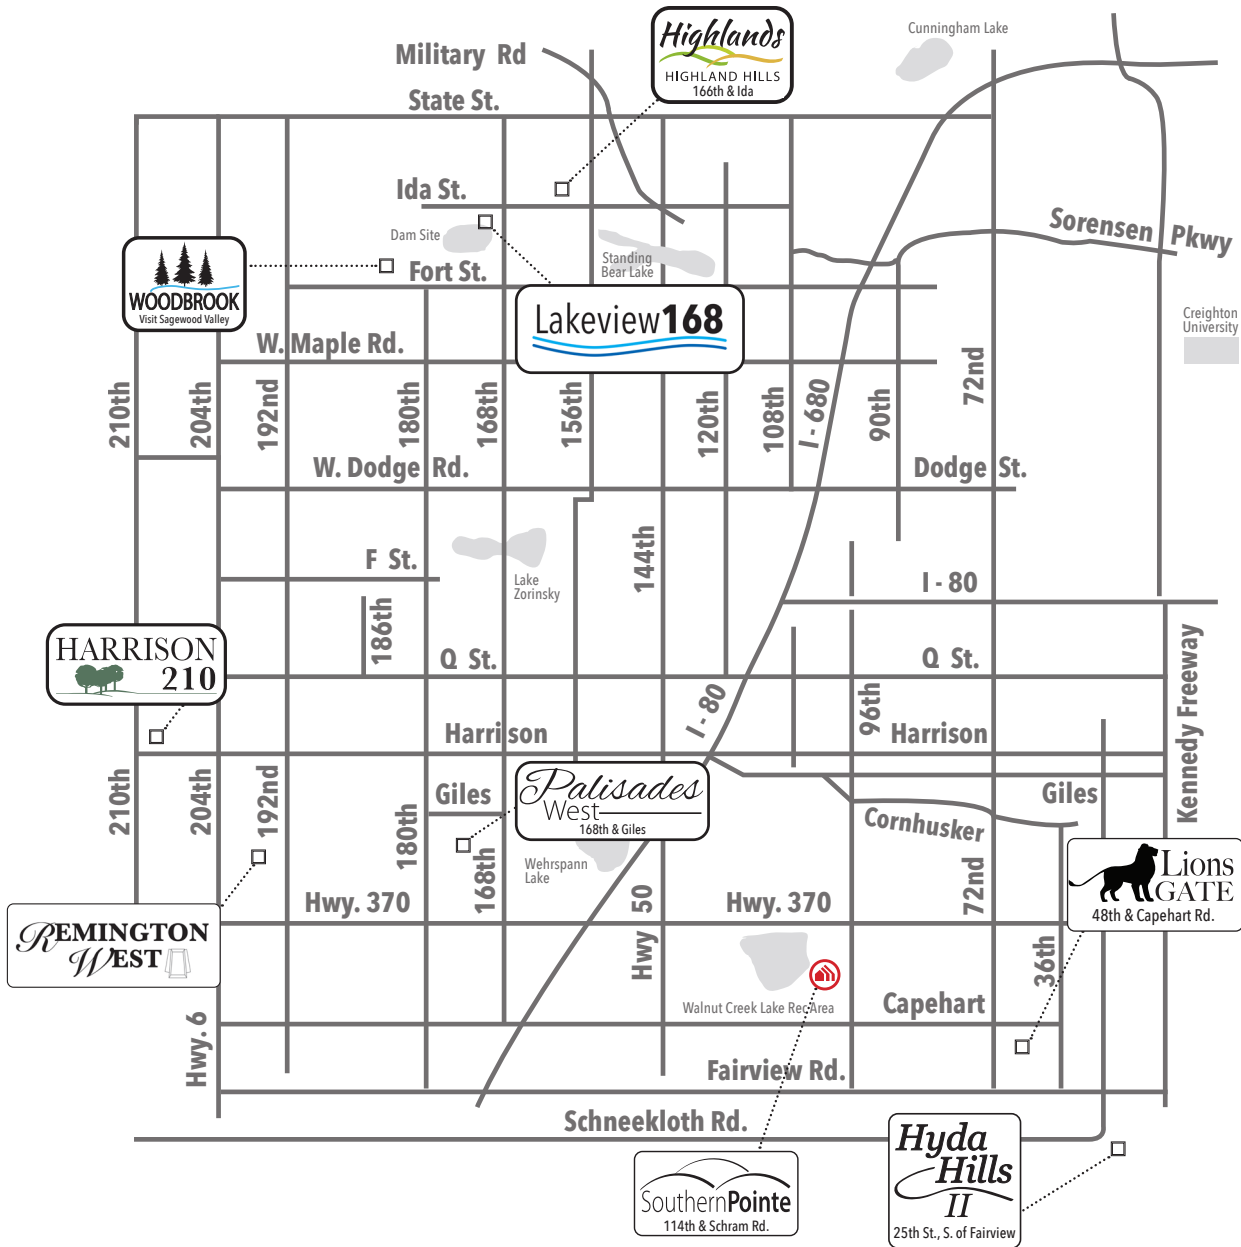 Cunningham Lake
Highlands
HIGHLAND HILLS
166th & Ida
Military Rd
State St.
Ida St.
Sorensen Pkwy
Dam Site
Standing
Bear Lake
Fort St.
WOODBROOK
Visit Sagewood Valley
Lakeview168
Creighton
University
W. Maple Rd.
210th
204th
192nd
180th
168th
156th
120th
108th
I - 680
90th
72nd
W. Dodge Rd.
Dodge St.
144th
F St.
Lake
Zorinsky
I - 80
186th
HARRISON
210
Q St.
Q St.
I - 80
96th
Kennedy Freeway
Harrison
Harrison
210th
204th
192nd
180th
Giles
Palisades
West
168th & Giles
Giles
Cornhusker
168th
Wehrspann
Lake
72nd
Lions
GATE
48th & Capehart Rd.
Hwy. 370
Hwy 50
Hwy. 370
REMINGTON
WEST
36th
Walnut Creek Lake Rec Area
Capehart
Hwy. 6
Fairview Rd.
Schneekloth Rd.
Hyda
Hills
II
25th St., S. of Fairview
SouthernPointe
114th & Schram Rd.